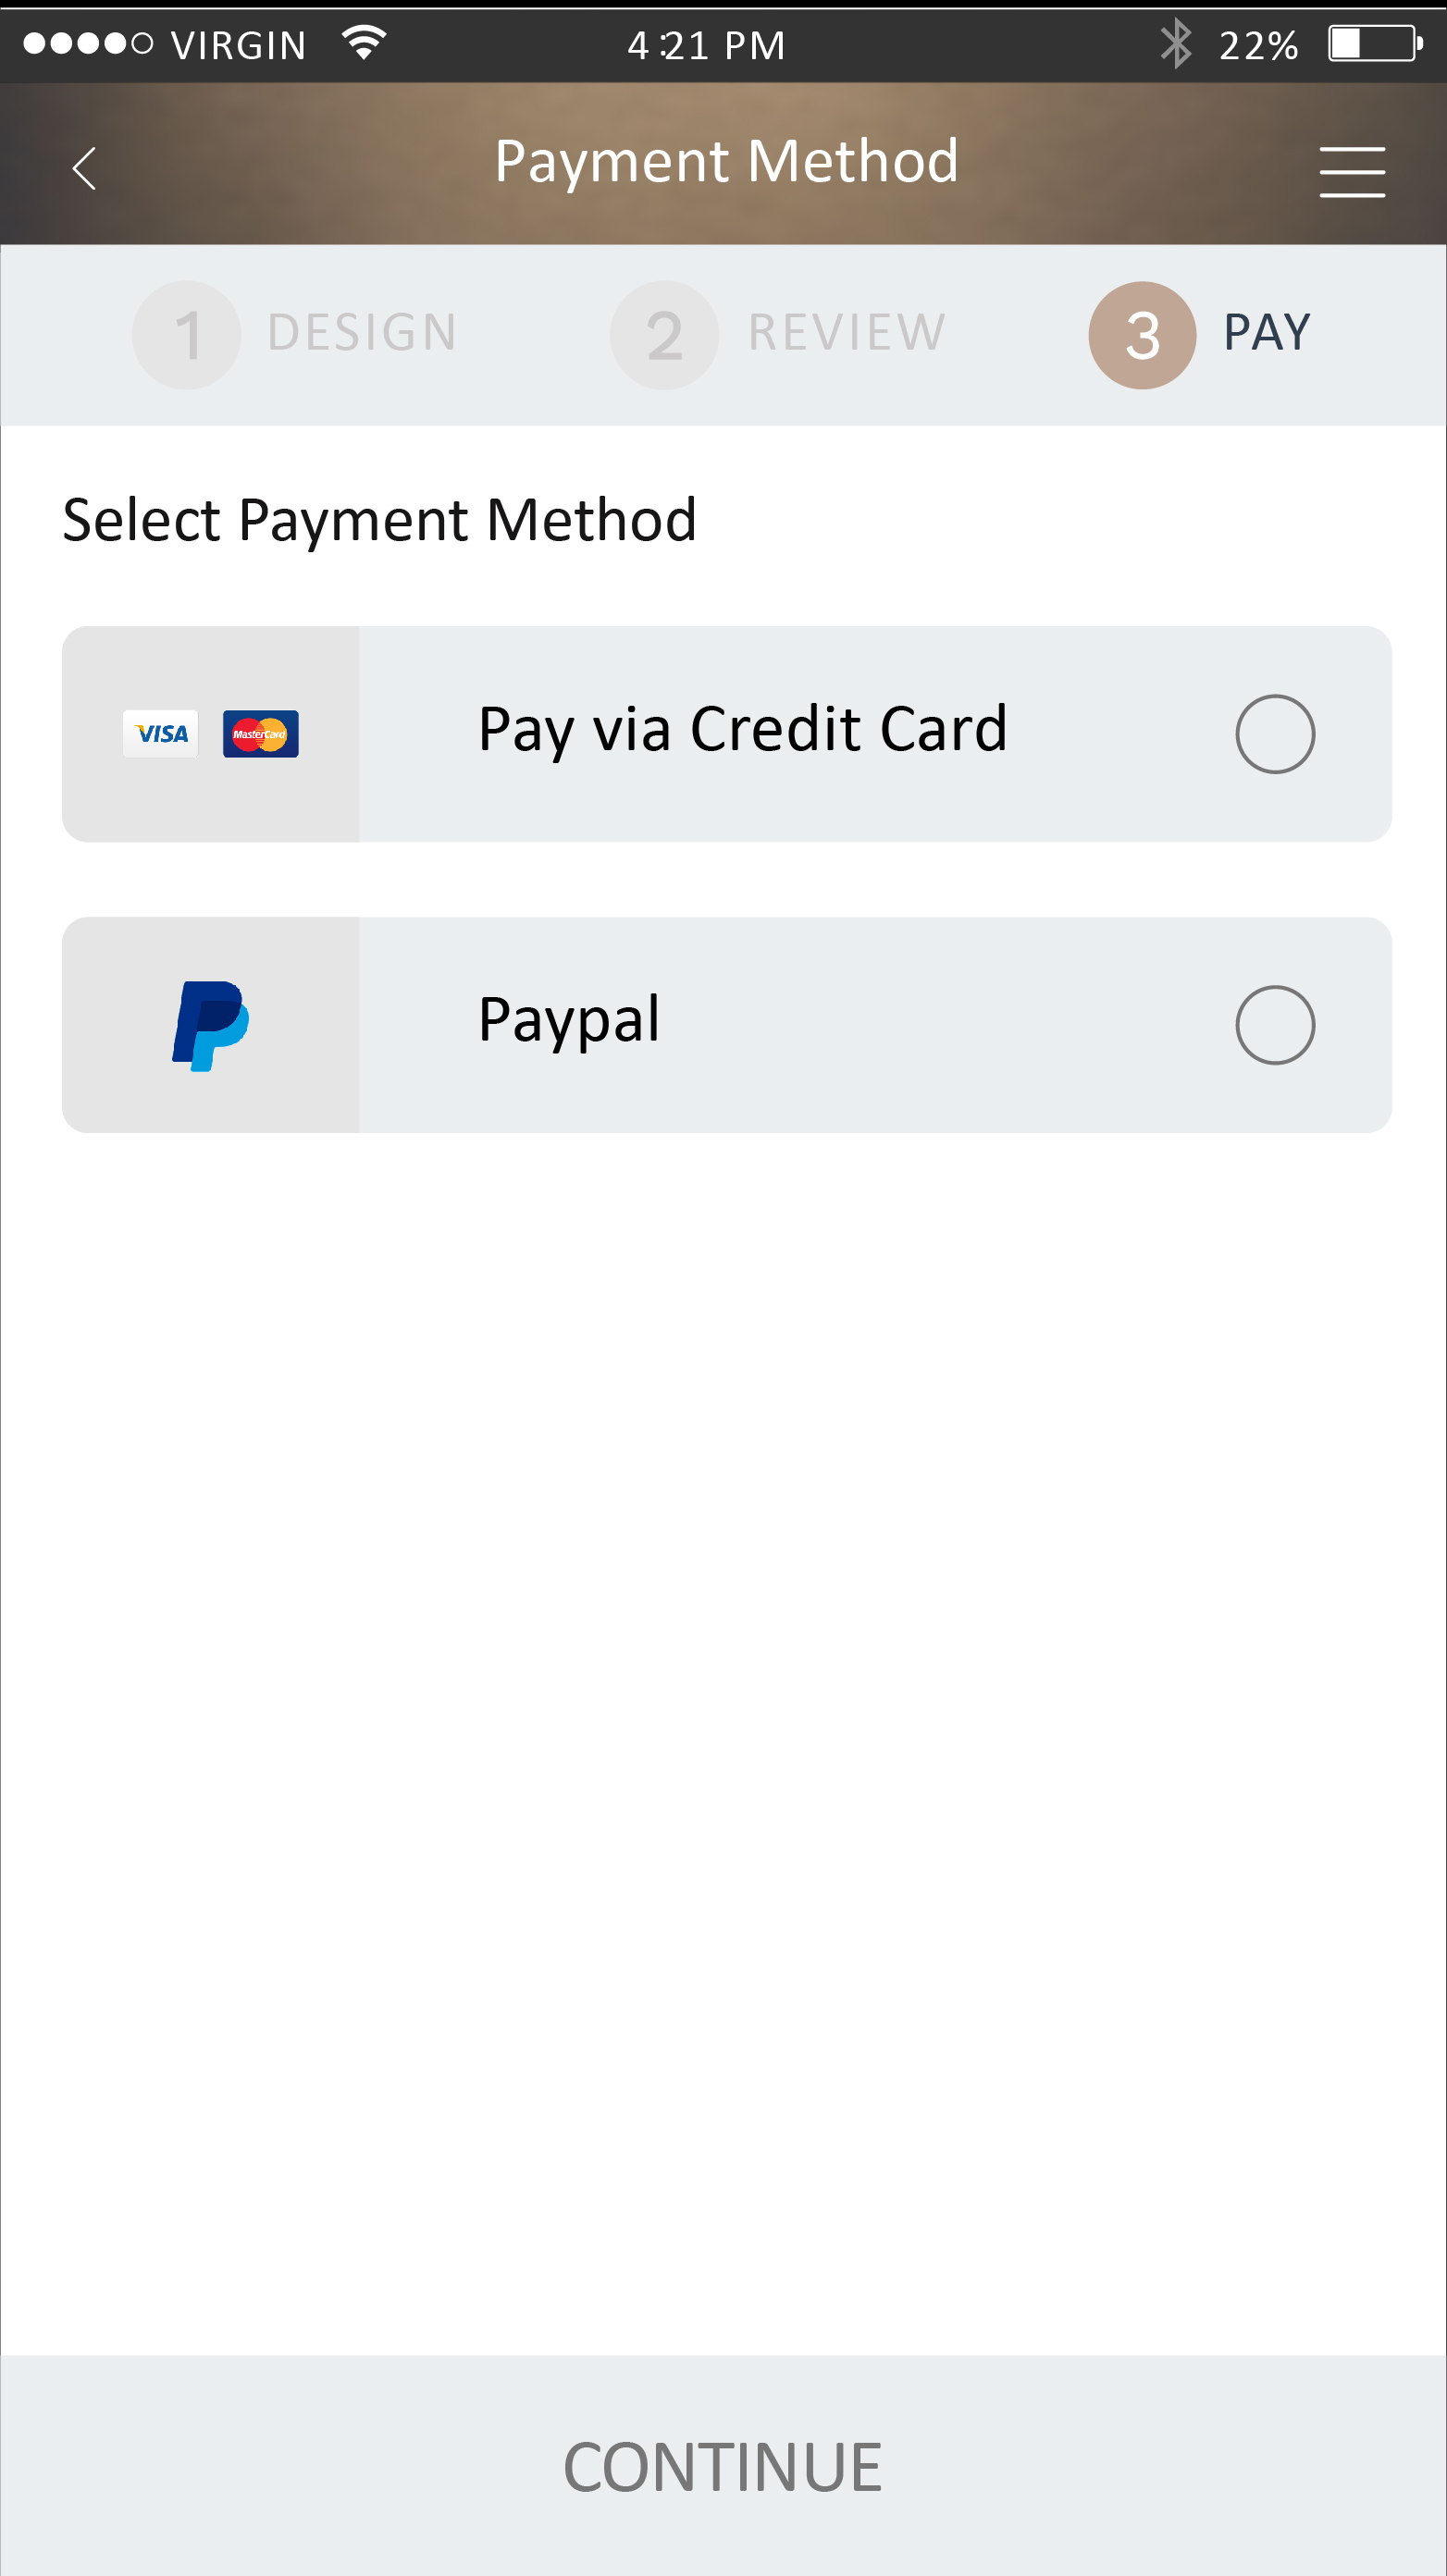 VIRGIN 4:21 PM 22%
Payment Method
1 DESIGN 2 REVIEW 3 PAY
Select Payment Method
VISA MasterCard Pay via Credit Card
Paypal
CONTINUE